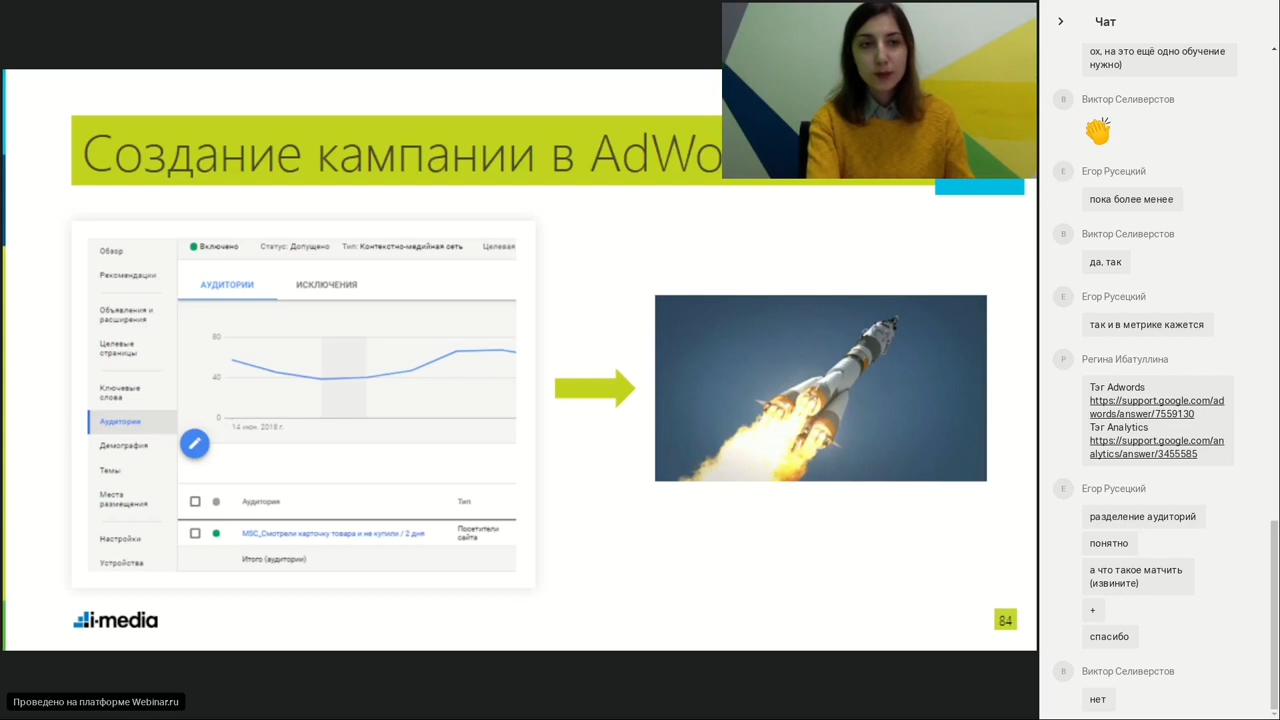 Чат
ох, на это ещё одно обучение
нужно)
В
Виктор Селиверстов
Е
Егор Русецкий
пока более менее
В
Виктор Селиверстов
да, так
Е
Егор Русецкий
так и в метрике кажется
Р
Регина Ибатуллина
Тэг Adwords
https://support.google.com/ad
words/answer/7559130
Тэг Analytics
https://support.google.com/an
alytics/answer/3455585
Е
Егор Русецкий
разделение аудиторий
понятно
а что такое матчить
(извините)
+
спасибо
В
Виктор Селиверстов
нет
Создание кампании в AdWo
Обзор
Рекомендации
Объявления и
расширения
Целевые
страницы
Ключевые
слова
Аудитории
Демография
Темы
Места
размещения
Настройки
Устройства
Включено Статус: Допущено Тип: Контекстно-медийная сеть Целевая
АУДИТОРИИ ИСКЛЮЧЕНИЯ
80
40
0
14 июн. 2018 г.
Аудитория Тип
MSC_Смотрели карточку товара и не купили / 2 дня
Посетители
сайта
Итого (аудитории)
i-media
84
Проведено на платформе Webinar.ru